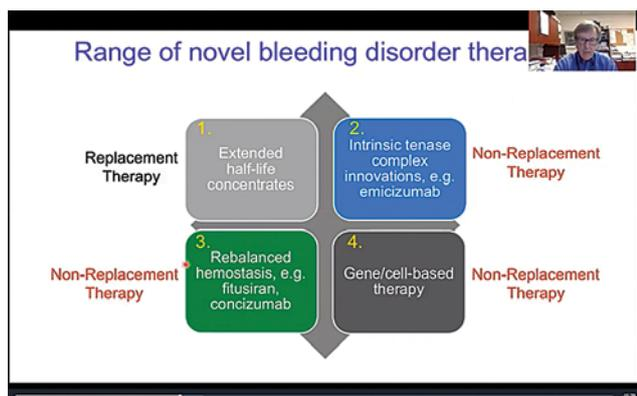 Range of novel bleeding disorder thera
1.
Extended
half-life
concentrates
2.
Intrinsic tenase
complex
innovations, e.g.
emicizumab
Replacement
Therapy
Non-Replacement
Therapy
3.
Rebalanced
hemostasis, e.g.
fitusiran,
concizumab
4.
Gene/cell-based
therapy
Non-Replacement
Therapy
Non-Replacement
Therapy